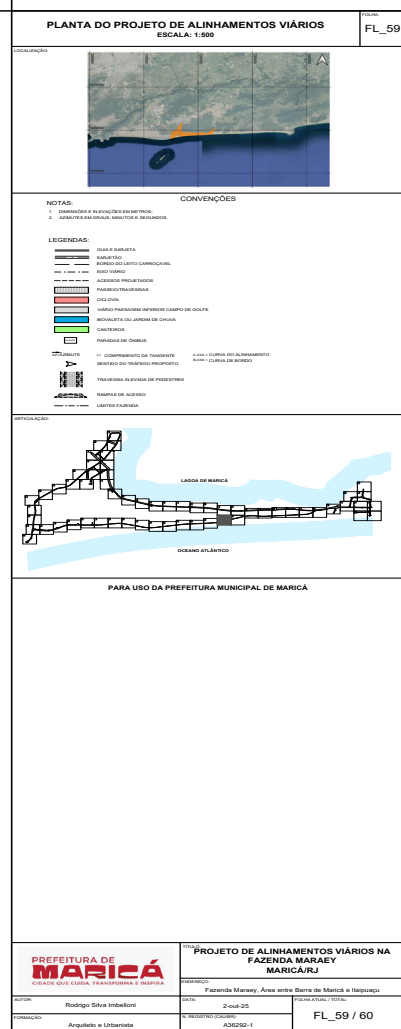 PLANTA DO PROJETO DE ALINHAMENTOS VIÁRIOS
ESCALA: 1:500
FOLHA:
FL_59
LOCALIZAÇÃO:
CONVENÇÕES
NOTAS:
1. DIMENSÕES E ELEVAÇÕES EM METROS.
2. AZIMUTES EM GRAUS, MINUTOS E SEGUNDOS.
LEGENDAS:
GUIA E SARJETA
SARJETÃO
BORDO DO LEITO CARROÇÁVEL
EIXO VIÁRIO
ACESSOS PROJETADOS
PASSEIO/TRAVESSIAS
CICLOVIA
VIÁRIO PASSAGEM INFERIOR CAMPO DE GOLFE
BIOVALETA OU JARDIM DE CHUVA
CANTEIROS
PARADAS DE ÔNIBUS
AZIMUTE
COMPRIMENTO DA TANGENTE
CURVA DO ALINHAMENTO
CURVA DE BORDO
SENTIDO DO TRÁFEGO PROPOSTO
TRAVESSIA ELEVADA DE PEDESTRES
RAMPAS DE ACESSO
LIMITES FAZENDA
ARTICULAÇÃO:
LAGOA DE MARICÁ
OCEANO ATLÂNTICO
PARA USO DA PREFEITURA MUNICIPAL DE MARICÁ
PREFEITURA DE
MARICÁ
CIDADE QUE CUIDA, TRANSFORMA E INSPIRA
TÍTULO:
PROJETO DE ALINHAMENTOS VIÁRIOS NA
FAZENDA MARAEY
MARICÁ/RJ
ENDEREÇO:
Fazenda Maraey, Área entre Barra de Maricá e Itaipuaçu
AUTOR:
Rodrigo Silva Imbelloni
DATA:
2-out-25
FOLHA ATUAL / TOTAL:
FL_59 / 60
FORMAÇÃO:
Arquiteto e Urbanista
N. REGISTRO (CAU/BR):
A36292-1